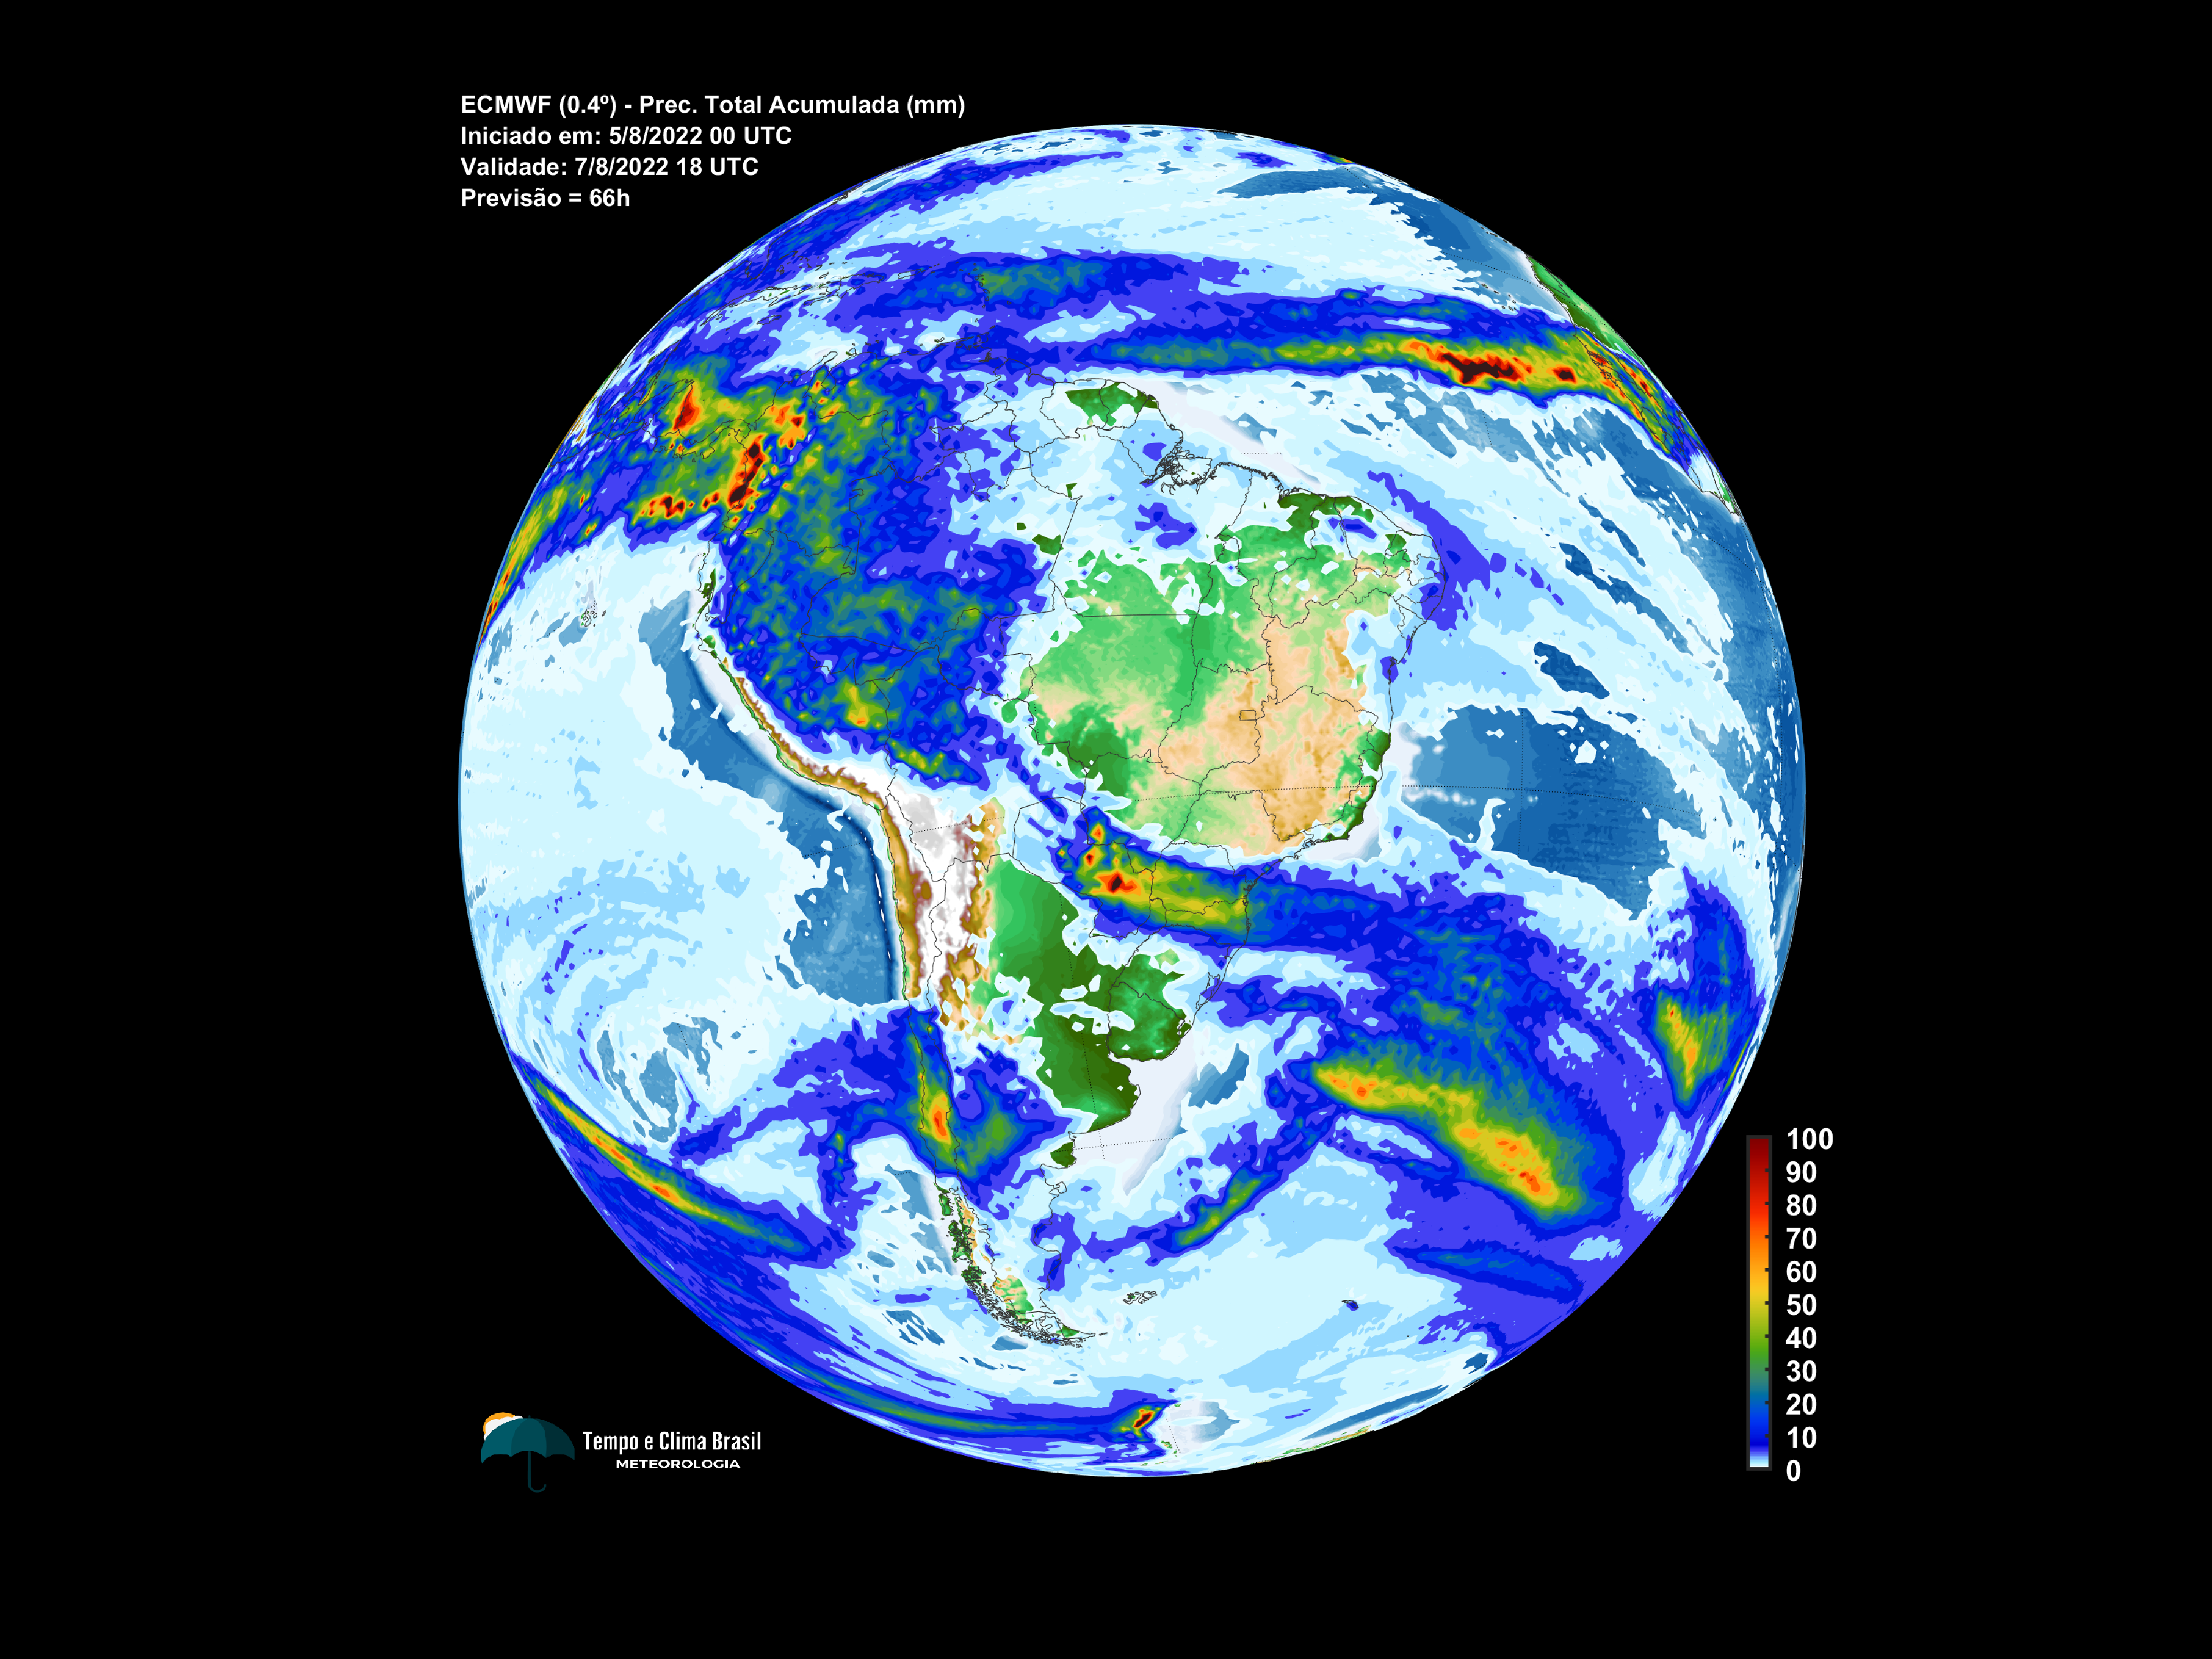 ECMWF (0.4º) - Prec. Total Acumulada (mm)
Iniciado em: 5/8/2022 00 UTC
Validade: 7/8/2022 18 UTC
Previsão = 66h
100
90
80
70
60
50
40
30
20
10
0
Tempo e Clima Brasil
METEOROLOGIA